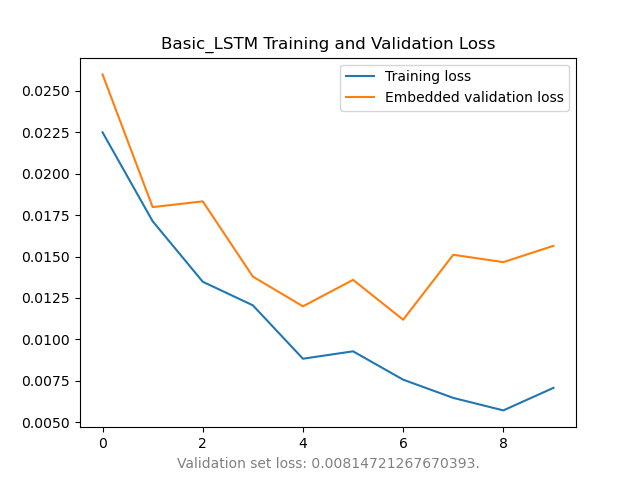 Basic_LSTM Training and Validation Loss
Training loss
Embedded validation loss
0.0250
0.0225
0.0200
0.0175
0.0150
0.0125
0.0100
0.0075
0.0050
0 2 4 6 8
Validation set loss: 0.00814721267670393.